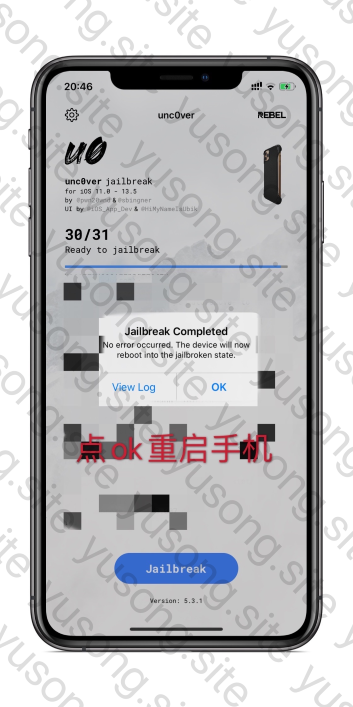 20:46
unc0ver
REBEL
u0
unc0ver jailbreak
for iOS 11.0 - 13.5
by @pwn20wnd & @sbingner
UI by @iOS_App_Dev & @HiMyNameIsUbik
30/31
Ready to jailbreak
Jailbreak Completed
No error occurred. The device will now
reboot into the jailbroken state.
View Log
OK
点ok重启手机
Jailbreak
Version: 5.3.1
yusong.site